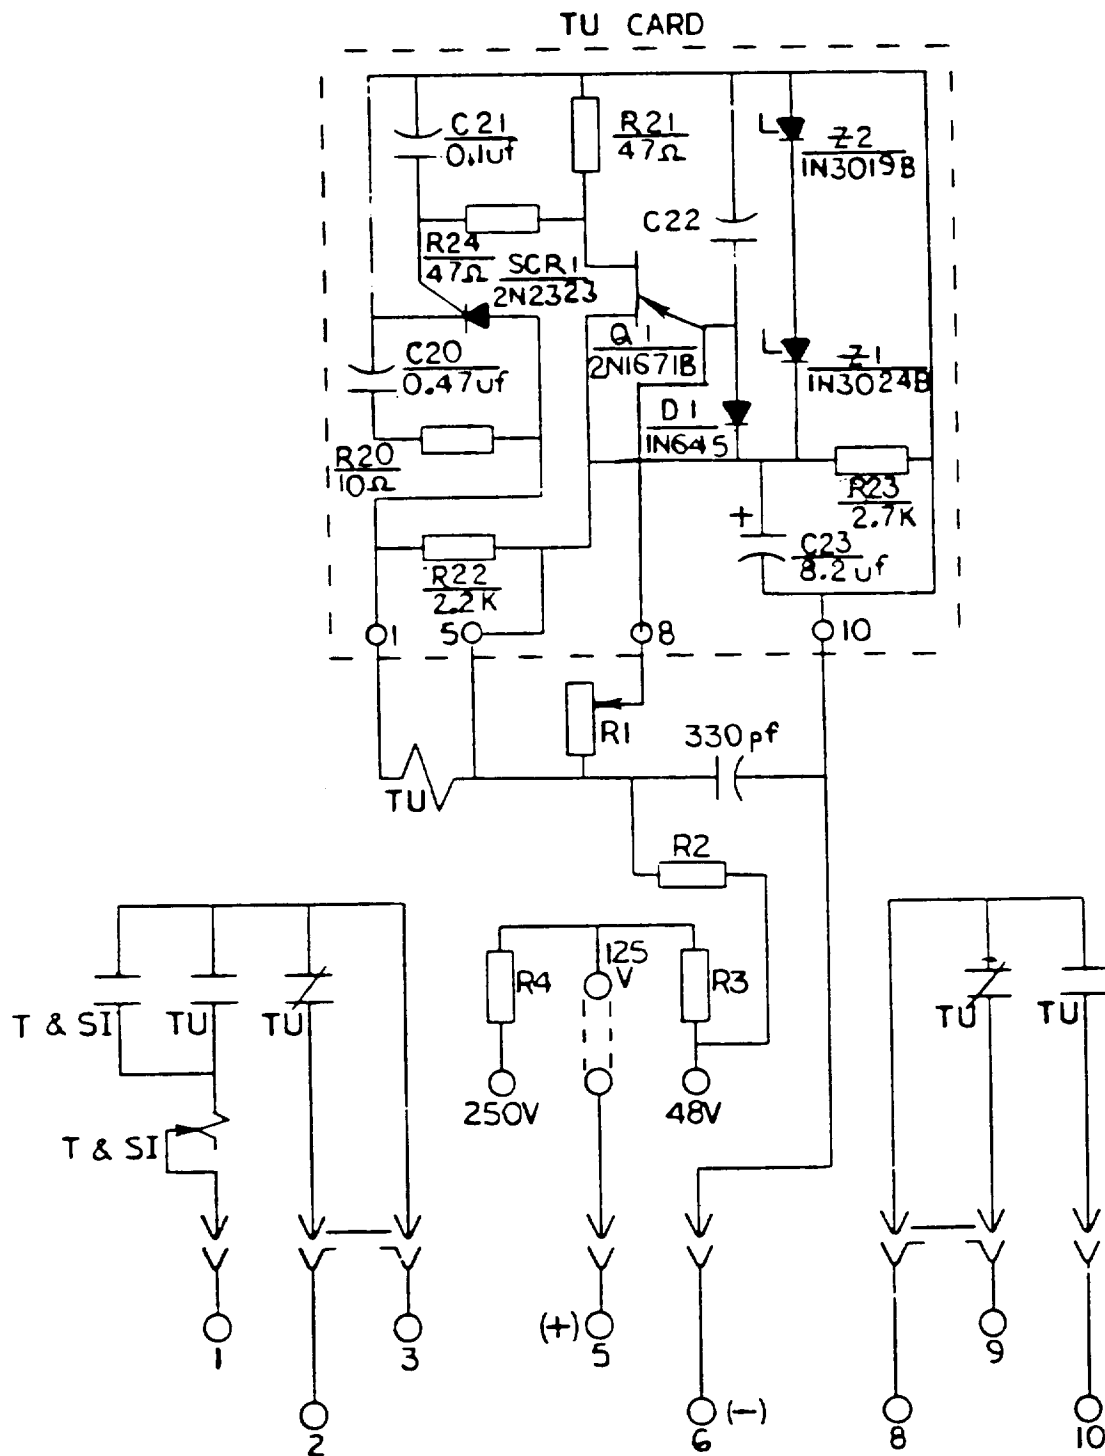 TU CARD
C21
0.1uf
R21
47Ω
Z2
1N3019B
C22
R24
47Ω
SCR1
2N2323
Q1
2N1671B
Z1
1N3024B
C20
0.47uf
D1
1N645
R20
10Ω
R23
2.7K
+
C23
8.2uf
R22
2.2K
1
5
8
10
R1
330pf
TU
R2
125
V
R4
R3
T & SI
TU
TU
TU
TU
250V
48V
T & SI
1
3
(+)
5
9
2
6
(−)
8
10